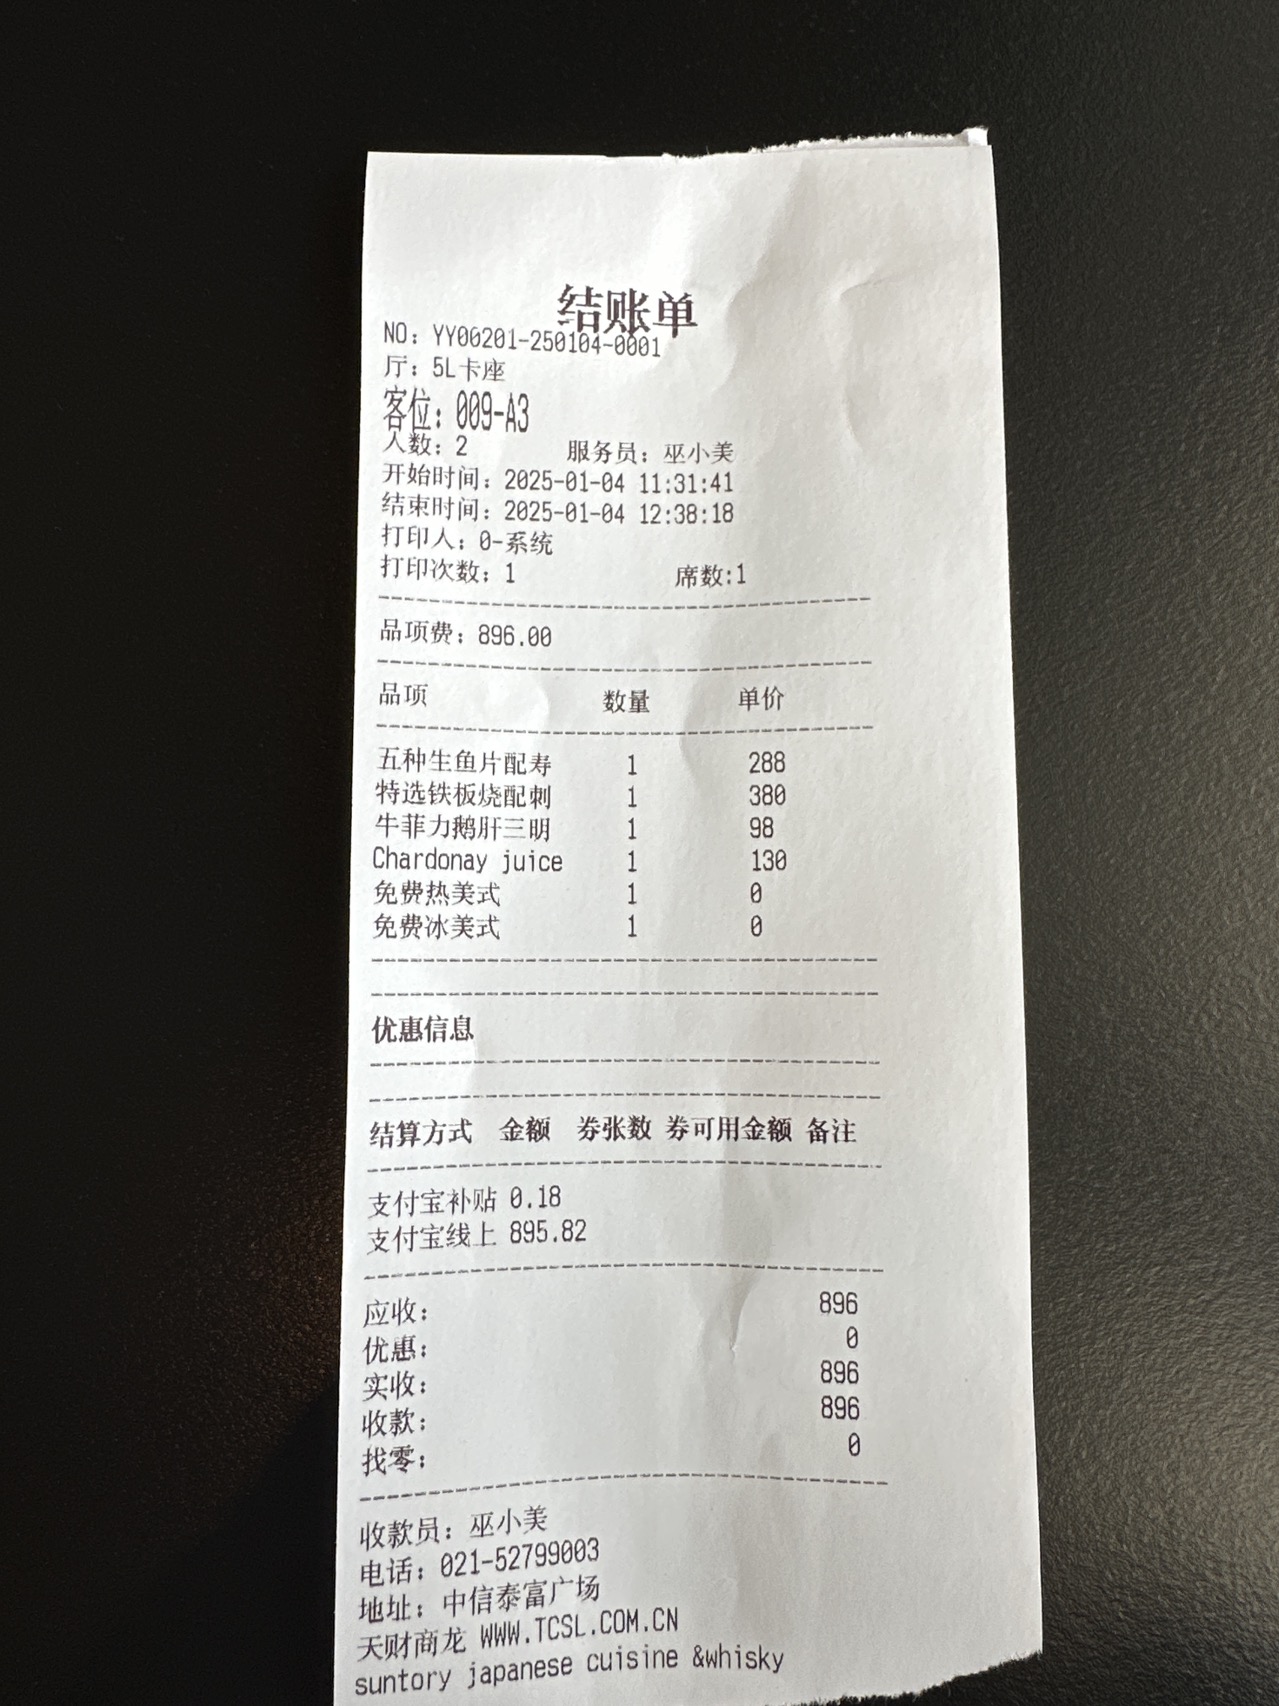 结账单
NO: YY00201-250104-0001
厅: 5L卡座
客位: 009-A3
人数: 2 服务员: 巫小美
开始时间: 2025-01-04 11:31:41
结束时间: 2025-01-04 12:38:18
打印人: 0-系统
打印次数: 1 席数:1
品项费: 896.00
品项 数量 单价
五种生鱼片配寿 1 288
特选铁板烧配刺 1 380
牛菲力鹅肝三明 1 98
Chardonay juice 1 130
免费热美式 1 0
免费冰美式 1 0
优惠信息
结算方式 金额 券张数 券可用金额 备注
支付宝补贴 0.18
支付宝线上 895.82
应收: 896
优惠: 0
实收: 896
收款: 896
找零: 0
收款员: 巫小美
电话: 021-52799003
地址: 中信泰富广场
天财商龙 WWW.TCSL.COM.CN
suntory japanese cuisine &whisky